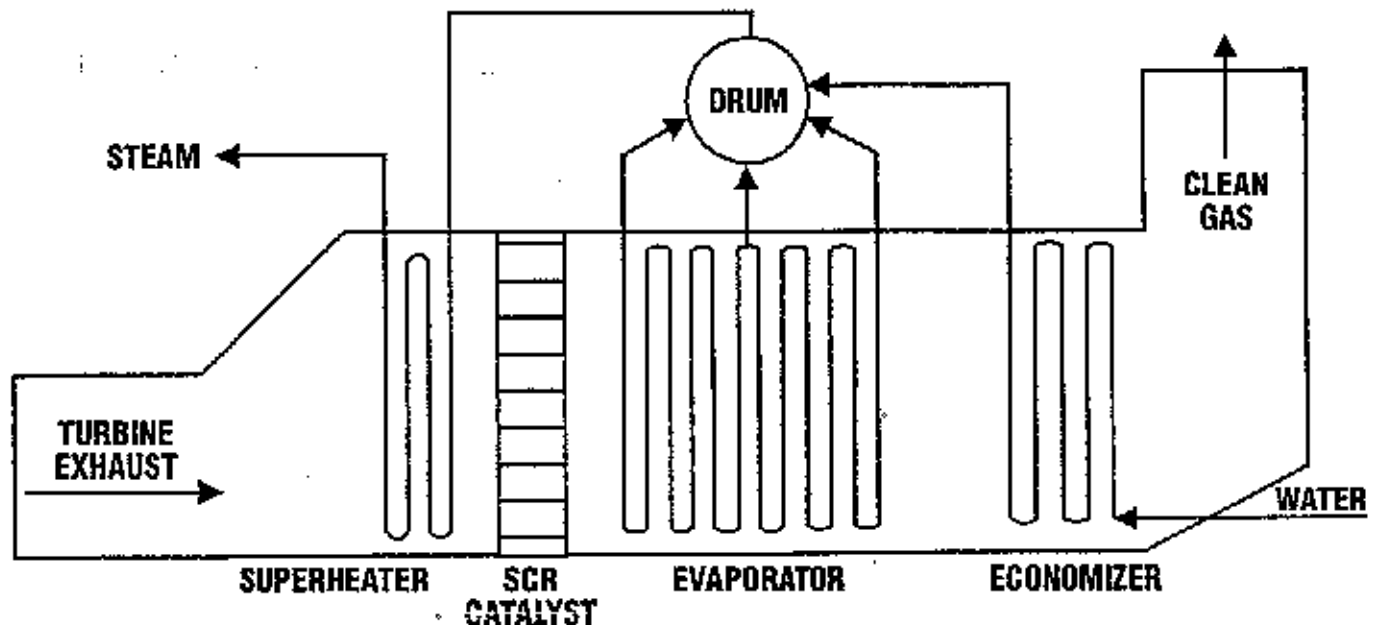 DRUM
STEAM
CLEAN
GAS
TURBINE
EXHAUST
WATER
SUPERHEATER
SCR
CATALYST
EVAPORATOR
ECONOMIZER